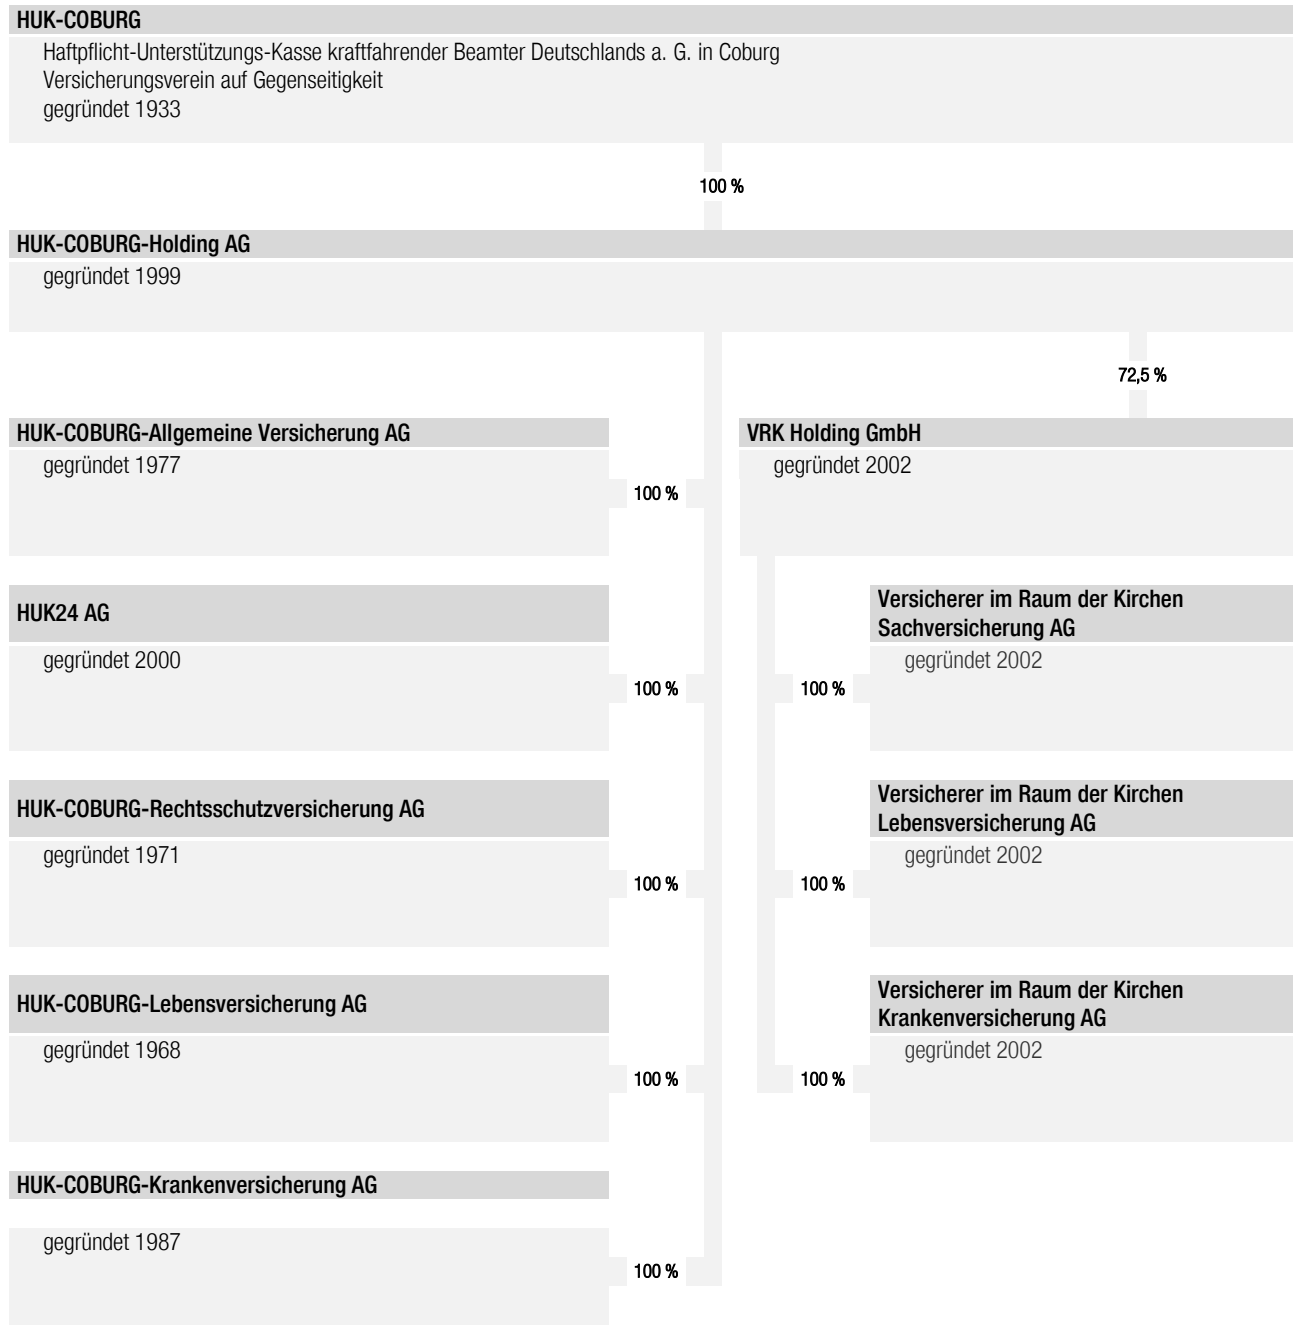 HUK-COBURG
Haftpflicht-Unterstützungs-Kasse kraftfahrender Beamter Deutschlands a. G. in Coburg
Versicherungsverein auf Gegenseitigkeit
gegründet 1933
100 %
HUK-COBURG-Holding AG
gegründet 1999
72,5 %
HUK-COBURG-Allgemeine Versicherung AG
gegründet 1977
100 %
VRK Holding GmbH
gegründet 2002
HUK24 AG
gegründet 2000
100 %
Versicherer im Raum der Kirchen
Sachversicherung AG
gegründet 2002
100 %
HUK-COBURG-Rechtsschutzversicherung AG
gegründet 1971
100 %
Versicherer im Raum der Kirchen
Lebensversicherung AG
gegründet 2002
100 %
HUK-COBURG-Lebensversicherung AG
gegründet 1968
100 %
Versicherer im Raum der Kirchen
Krankenversicherung AG
gegründet 2002
100 %
HUK-COBURG-Krankenversicherung AG
gegründet 1987
100 %